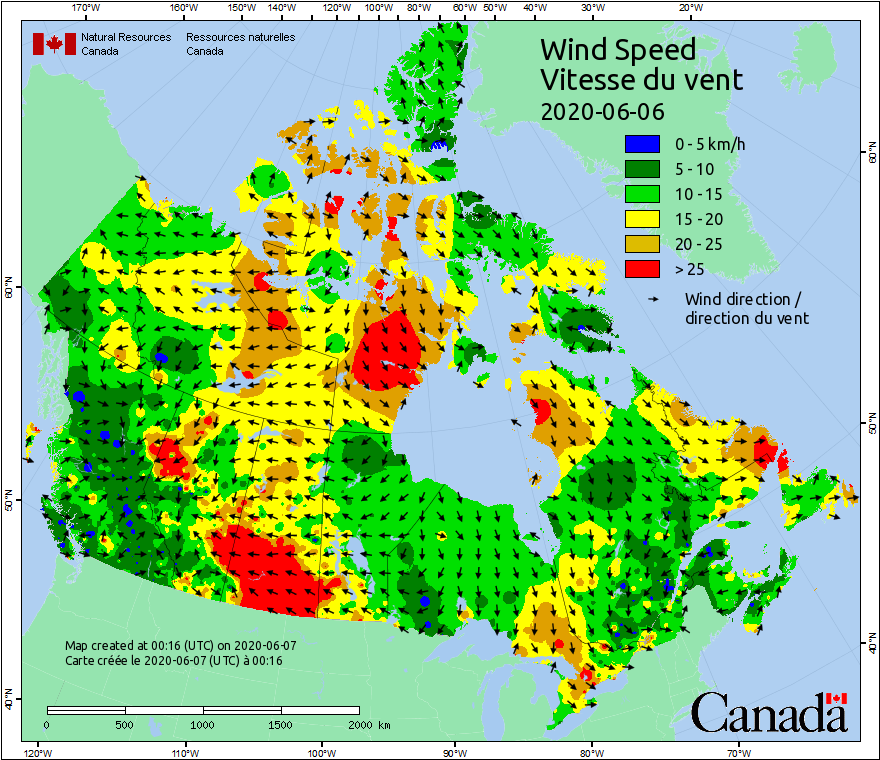 170°W 160°W 150°W 140°W 120°W 100°W 80°W 60°W 50°W 40°W 30°W 20°W
Natural Resources Ressources naturelles
Canada Canada
Wind Speed
Vitesse du vent
2020-06-06
0 - 5 km/h
5 - 10
10 - 15
15 - 20
20 - 25
> 25
Wind direction /
direction du vent
60°N
50°N
40°N
60°N
50°N
40°N
Map created at 00:16 (UTC) on 2020-06-07
Carte créée le 2020-06-07 (UTC) à 00:16
0 500 1000 1500 2000 km
Canada
120°W 110°W 100°W 90°W 80°W 70°W